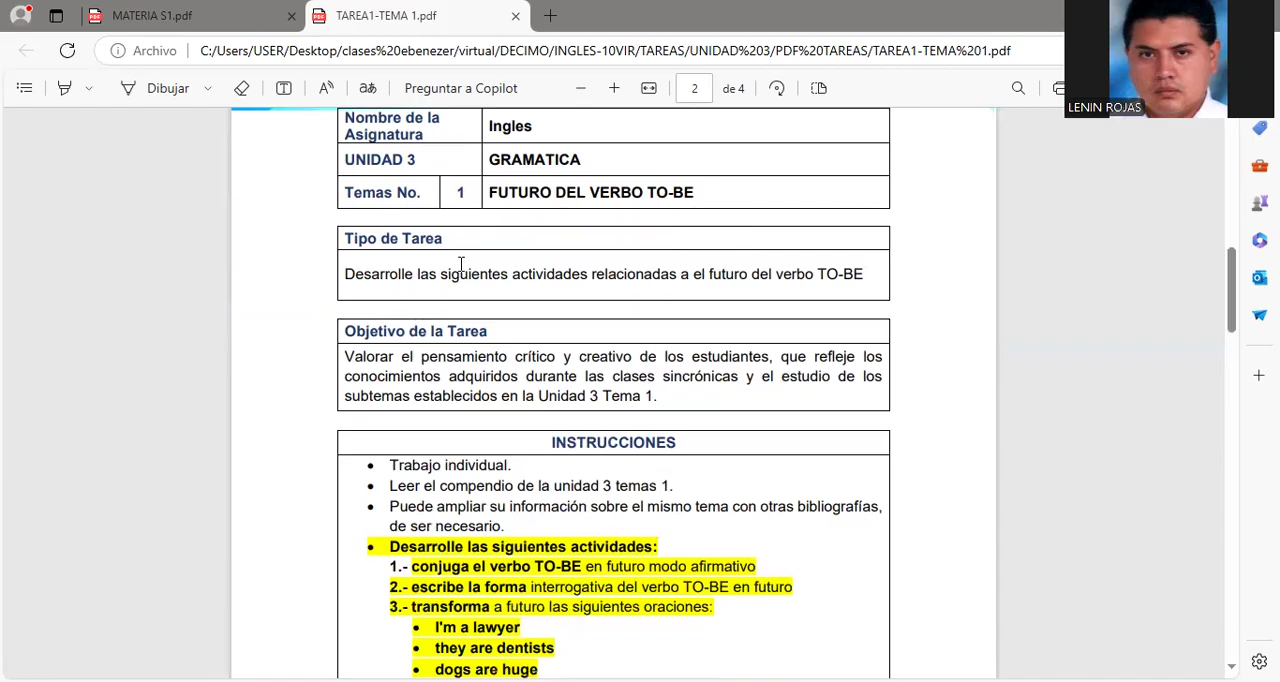 MATERIA S1.pdf
TAREA1-TEMA 1.pdf
Archivo
C:/Users/USER/Desktop/clases%20ebenezer/virtual/DECIMO/INGLES-10VIR/TAREAS/UNIDAD%203/PDF%20TAREAS/TAREA1-TEMA%201.pdf
Dibujar
Preguntar a Copilot
2 de 4
LENIN ROJAS
Nombre de la
Asignatura
Ingles
UNIDAD 3 GRAMATICA
Temas No. 1 FUTURO DEL VERBO TO-BE
Tipo de Tarea
Desarrolle las siguientes actividades relacionadas a el futuro del verbo TO-BE
Objetivo de la Tarea
Valorar el pensamiento crítico y creativo de los estudiantes, que refleje los
conocimientos adquiridos durante las clases sincrónicas y el estudio de los
subtemas establecidos en la Unidad 3 Tema 1.
INSTRUCCIONES
• Trabajo individual.
• Leer el compendio de la unidad 3 temas 1.
• Puede ampliar su información sobre el mismo tema con otras bibliografías,
de ser necesario.
• Desarrolle las siguientes actividades:
1.- conjuga el verbo TO-BE en futuro modo afirmativo
2.- escribe la forma interrogativa del verbo TO-BE en futuro
3.- transforma a futuro las siguientes oraciones:
• I'm a lawyer
• they are dentists
• dogs are huge